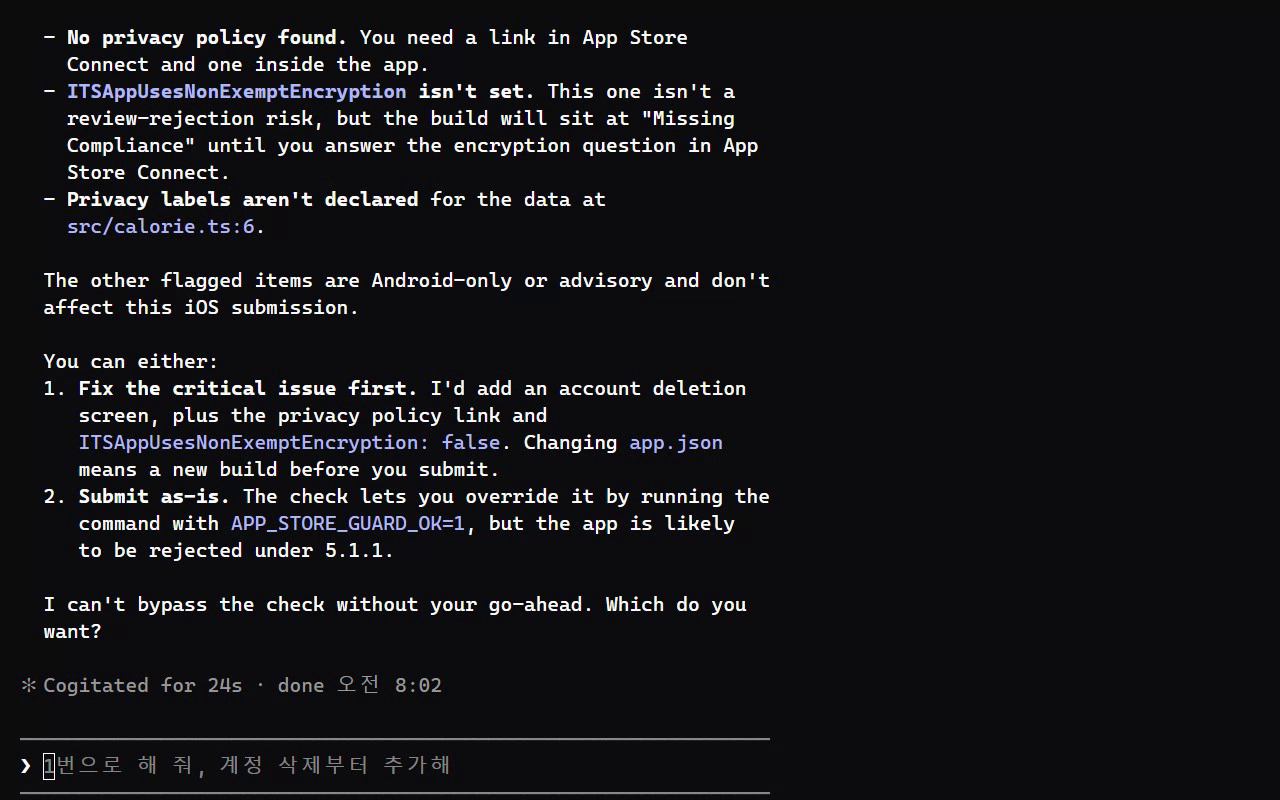 - No privacy policy found. You need a link in App Store
Connect and one inside the app.
- ITSAppUsesNonExemptEncryption isn't set. This one isn't a
review-rejection risk, but the build will sit at "Missing
Compliance" until you answer the encryption question in App
Store Connect.
- Privacy labels aren't declared for the data at
src/calorie.ts:6.
The other flagged items are Android-only or advisory and don't
affect this iOS submission.
You can either:
1. Fix the critical issue first. I'd add an account deletion
screen, plus the privacy policy link and
ITSAppUsesNonExemptEncryption: false. Changing app.json
means a new build before you submit.
2. Submit as-is. The check lets you override it by running the
command with APP_STORE_GUARD_OK=1, but the app is likely
to be rejected under 5.1.1.
I can't bypass the check without your go-ahead. Which do you
want?
✻ Cogitated for 24s · done 오전 8:02
❯ 1번으로 해 줘, 계정 삭제부터 추가해